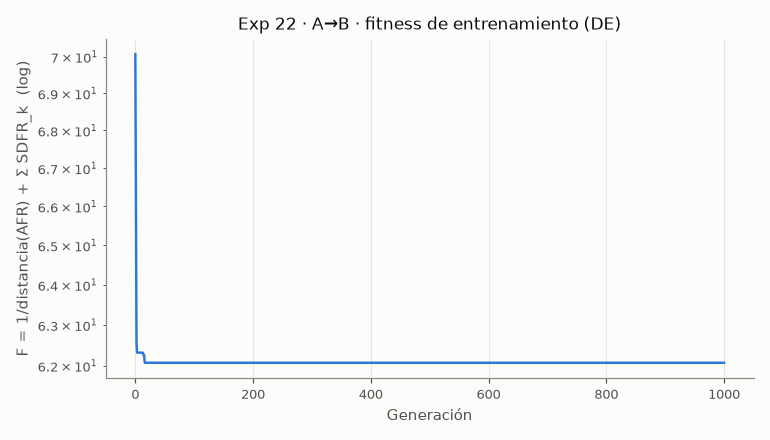 Exp 22 · A→B · fitness de entrenamiento (DE)
F = 1/distancia(AFR) + Σ SDFR_k (log)
7 × 10¹
6.9 × 10¹
6.8 × 10¹
6.7 × 10¹
6.6 × 10¹
6.5 × 10¹
6.4 × 10¹
6.3 × 10¹
6.2 × 10¹
0 200 400 600 800 1000
Generación